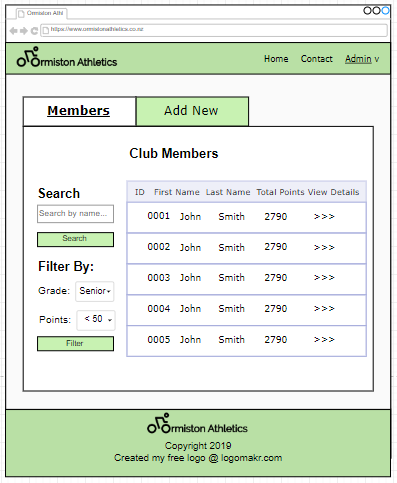 Ormiston Athl
https://www.ormistonathletics.co.nz/
Ormiston Athletics
Home Contact Admin v
Members Add New
Club Members
Search
Search by name...
Search
Filter By:
Grade: Senior
Points: < 50
Filter
ID First Name Last Name Total Points View Details
0001 John Smith 2790 >>>
0002 John Smith 2790 >>>
0003 John Smith 2790 >>>
0004 John Smith 2790 >>>
0005 John Smith 2790 >>>
Ormiston Athletics
Copyright 2019
Created my free logo @ logomakr.com